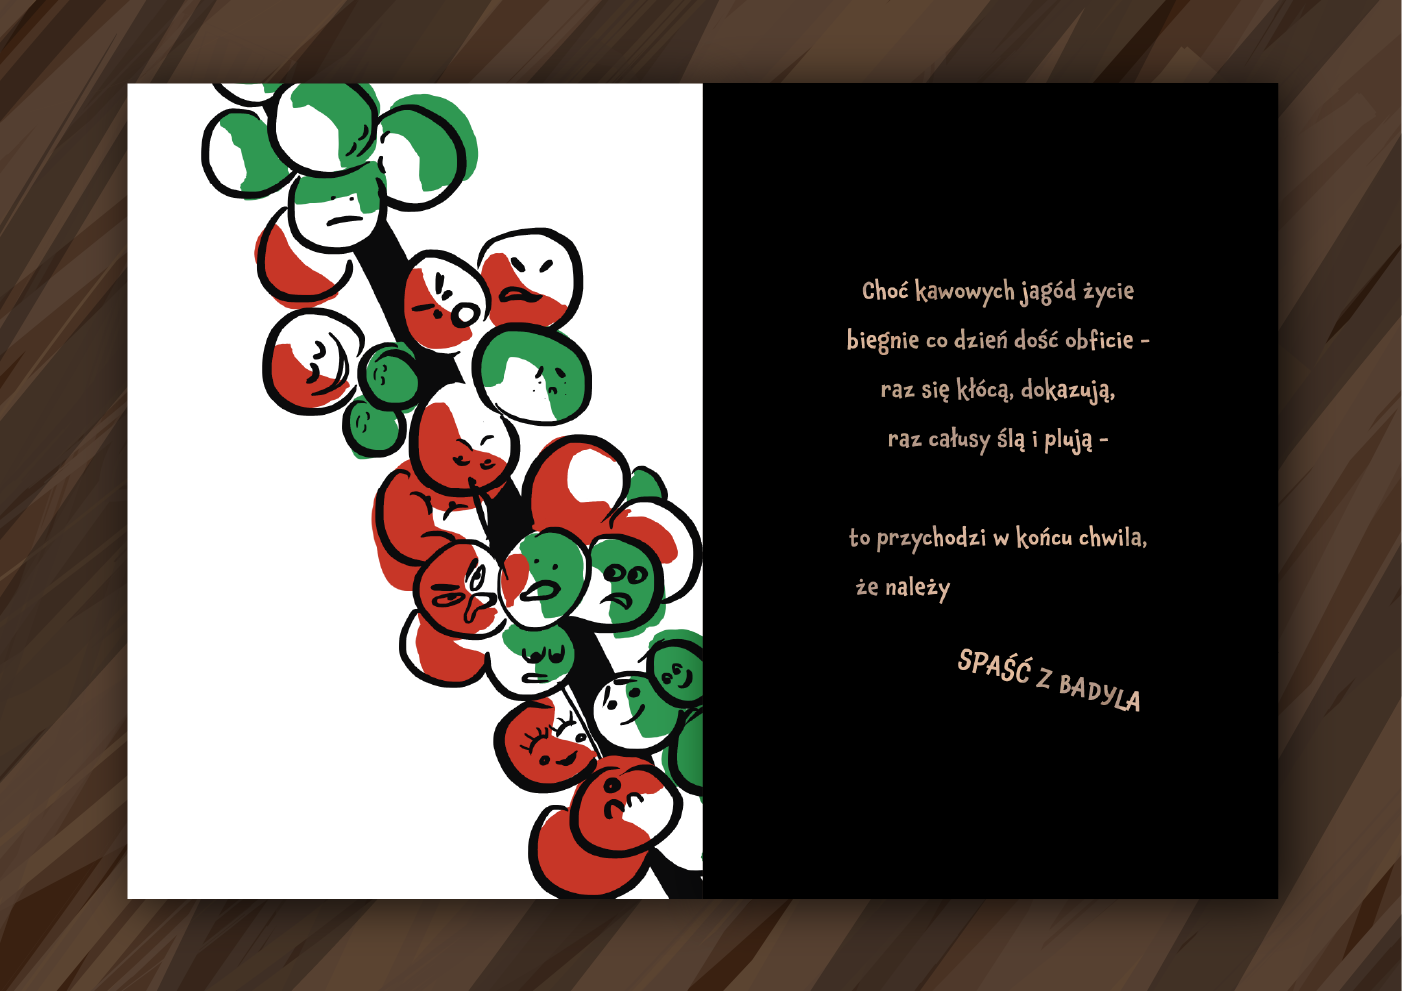 Choć kawowych jagód życie
biegnie co dzień dość obficie -
raz się kłócą, dokazują,
raz całusy ślą i plują -
to przychodzi w końcu chwila,
że należy
SPAŚĆ Z BADYLA